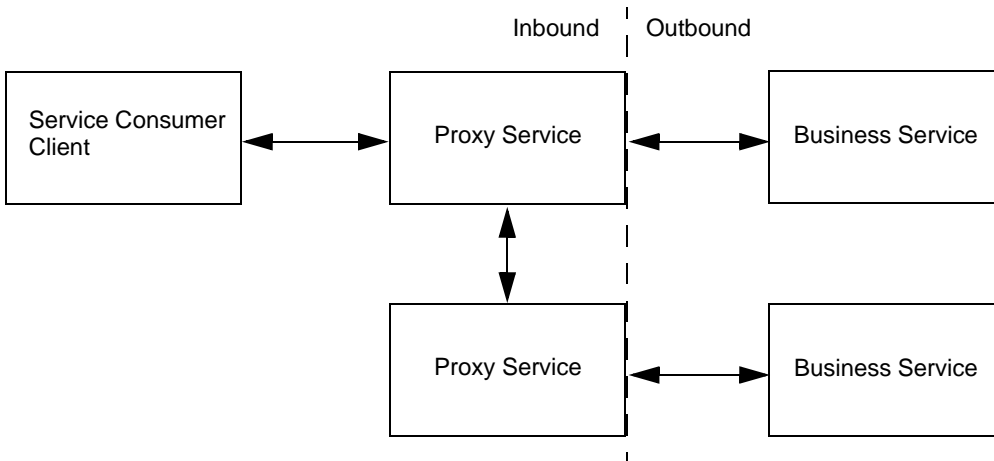 Inbound
Outbound
Service Consumer
Client
Proxy Service
Business Service
Proxy Service
Business Service